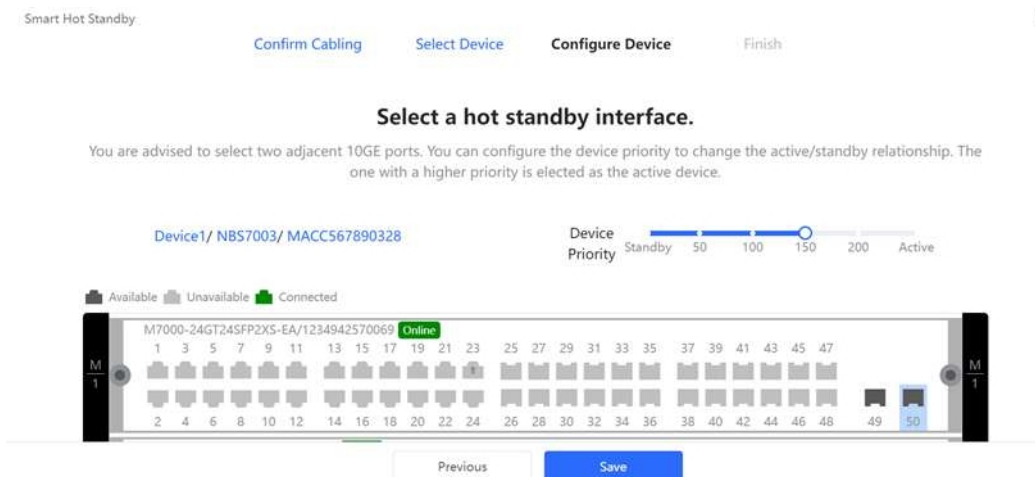 Smart Hot Standby
Confirm Cabling Select Device Configure Device Finish
Select a hot standby interface.
You are advised to select two adjacent 10GE ports. You can configure the device priority to change the active/standby relationship. The
one with a higher priority is elected as the active device.
Device1/ NBS7003/ MACC567890328
Device
Priority
Standby 50 100 150 200 Active
Available Unavailable Connected
M7000-24GT24SFP2XS-EA/1234942570069 Online
1 3 5 7 9 11 13 15 17 19 21 23 25 27 29 31 33 35 37 39 41 43 45 47
M
1
M
1
2 4 6 8 10 12 14 16 18 20 22 24 26 28 30 32 34 36 38 40 42 44 46 48 49 50
Previous Save